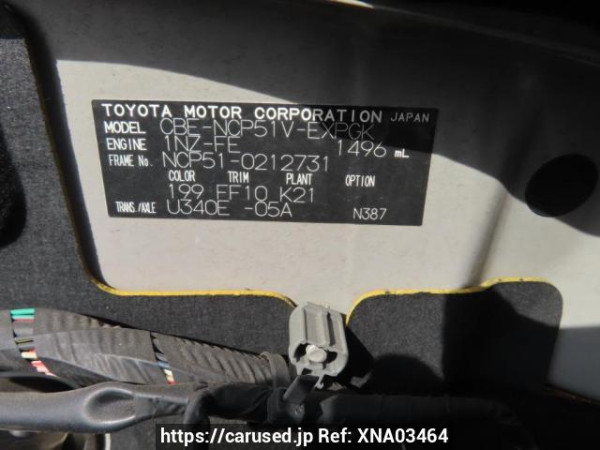 TOYOTA MOTOR CORPORATION JAPAN
MODEL CBE-NCP51V-EXPGK
ENGINE 1NZ-FE 1496 mL
FRAME No. NCP51-0212731
COLOR TRIM PLANT OPTION
199 FF10 K21
TRANS./AXLE U340E -05A N387
https://carused.jp Ref: XNA03464